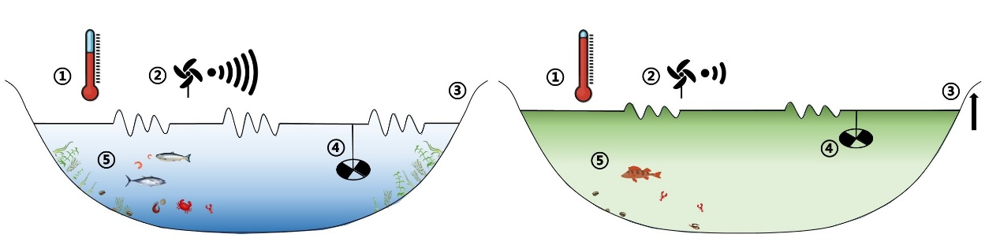 ① ② ③ ① ② ③
④ ④
⑤ ⑤